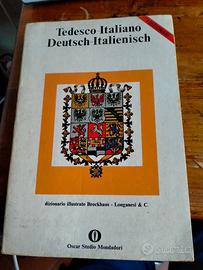 Tedesco-Italiano
Deutsch-Italienisch
dizionario illustrato Brockhaus - Longanesi & C.
O
Oscar Studio Mondadori